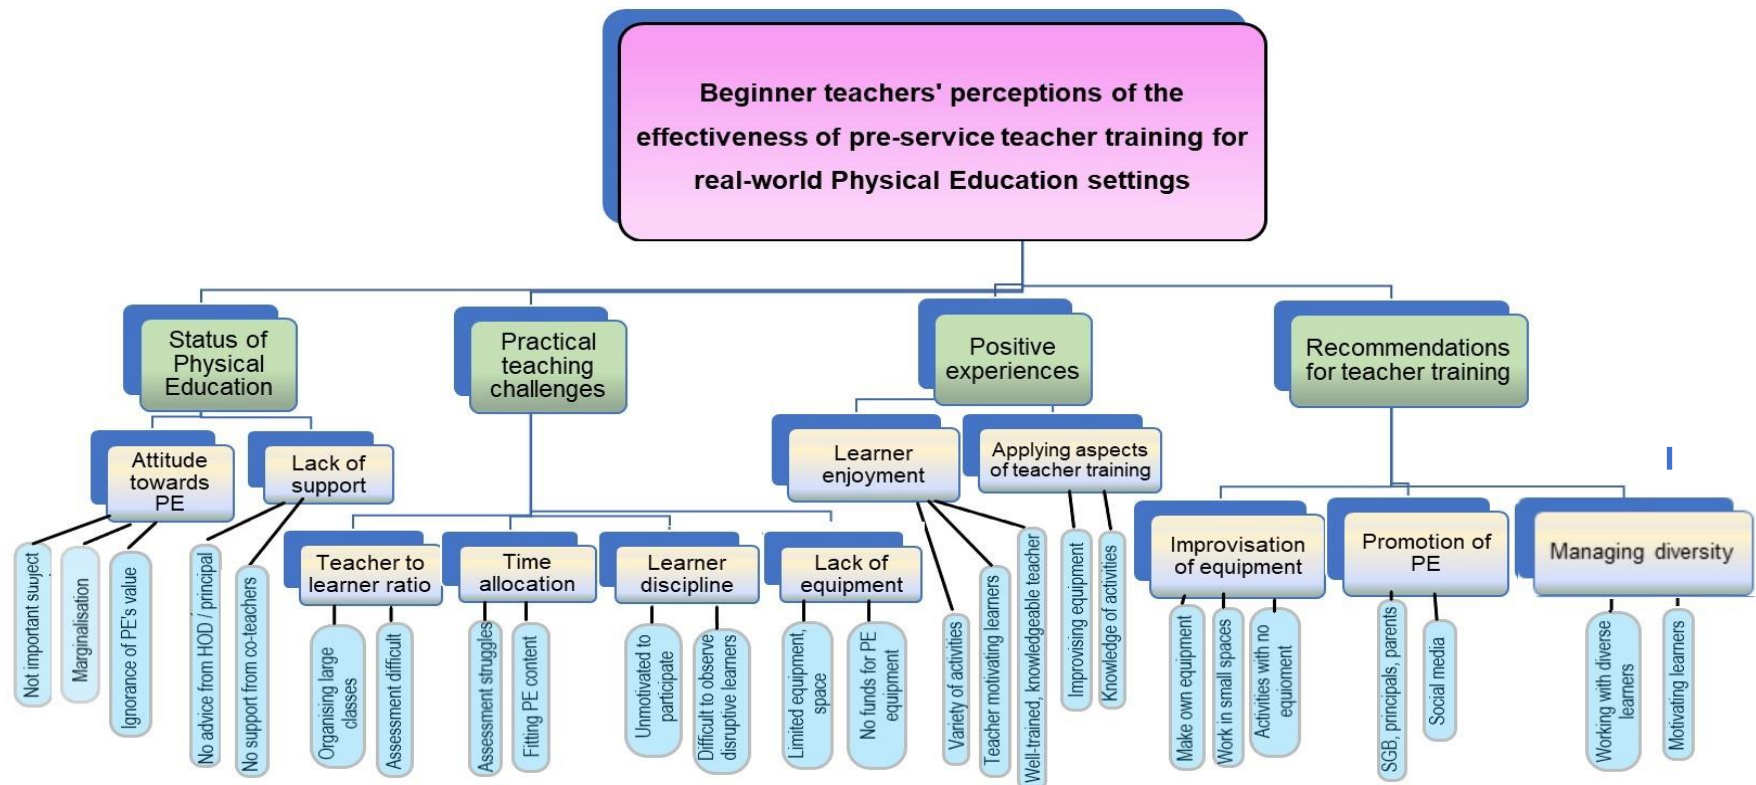 Beginner teachers' perceptions of the
effectiveness of pre-service teacher training for
real-world Physical Education settings
Status of
Physical
Education
Practical
teaching
challenges
Positive
experiences
Recommendations
for teacher training
Attitude
towards
PE
Lack of
support
Learner
enjoyment
Applying aspects
of teacher training
Teacher to
learner ratio
Time
allocation
Learner
discipline
Lack of
equipment
Improvisation
of equipment
Promotion of
PE
Managing diversity
Not important suuject
Marginalisation
Ignorance of PE's value
No advice from HOD / principal
No support from co-teachers
Organising large
classes
Assessment difficult
Assessment struggles
Fitting PE content
Unmotivated to
participate
Difficult to observe
disruptive learners
Limited equipment,
space
No funds for PE
equipment
Variety of activities
Teacher motivating learners
Well-trained, knowledgeable teacher
Improvising equipment
Knowledge of activities
Make own equipment
Work in small spaces
Activities with no
equioment
SGB, principals, parents
Social media
Working with diverse
learners
Motivating learners